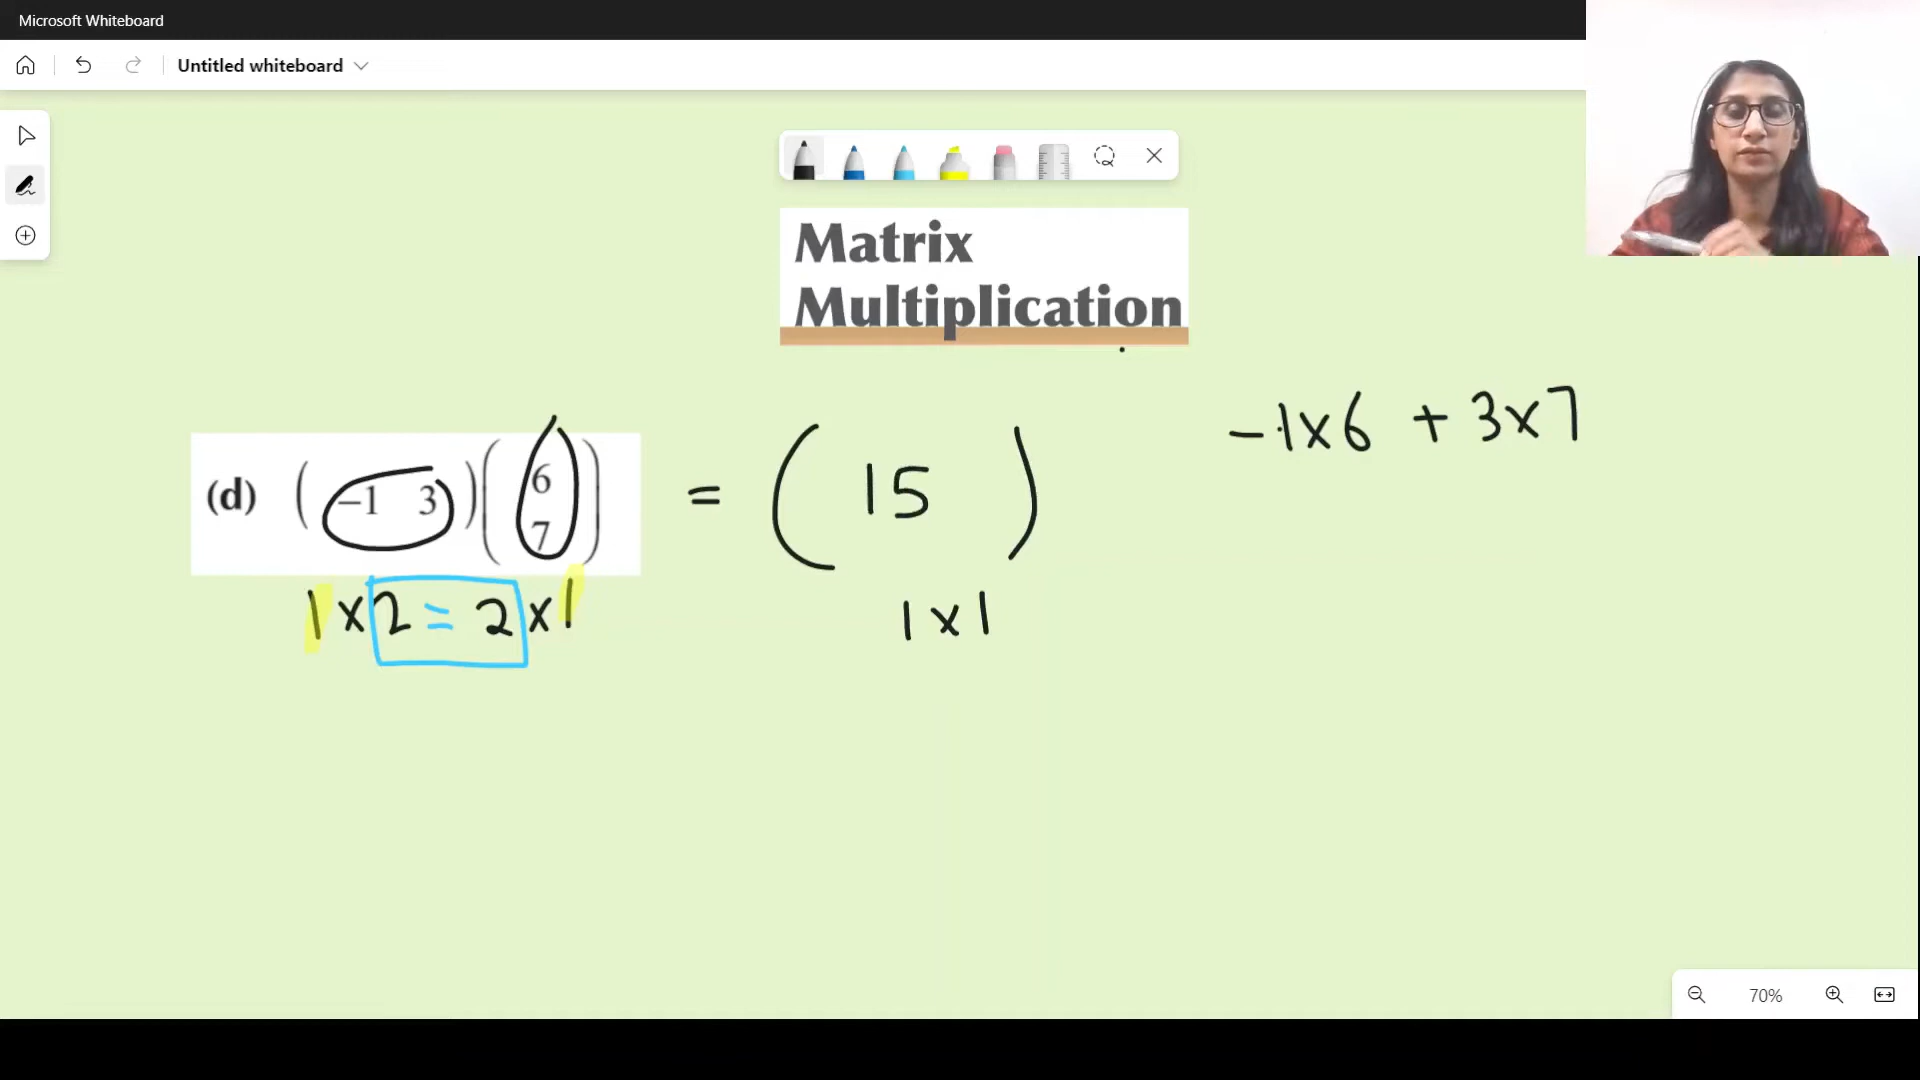 Microsoft Whiteboard
Untitled whiteboard
Matrix
Multiplication
-1x6 + 3x7
(d) (-1 3)(6
7) = (15)
1x2 = 2x1
1x1
70%